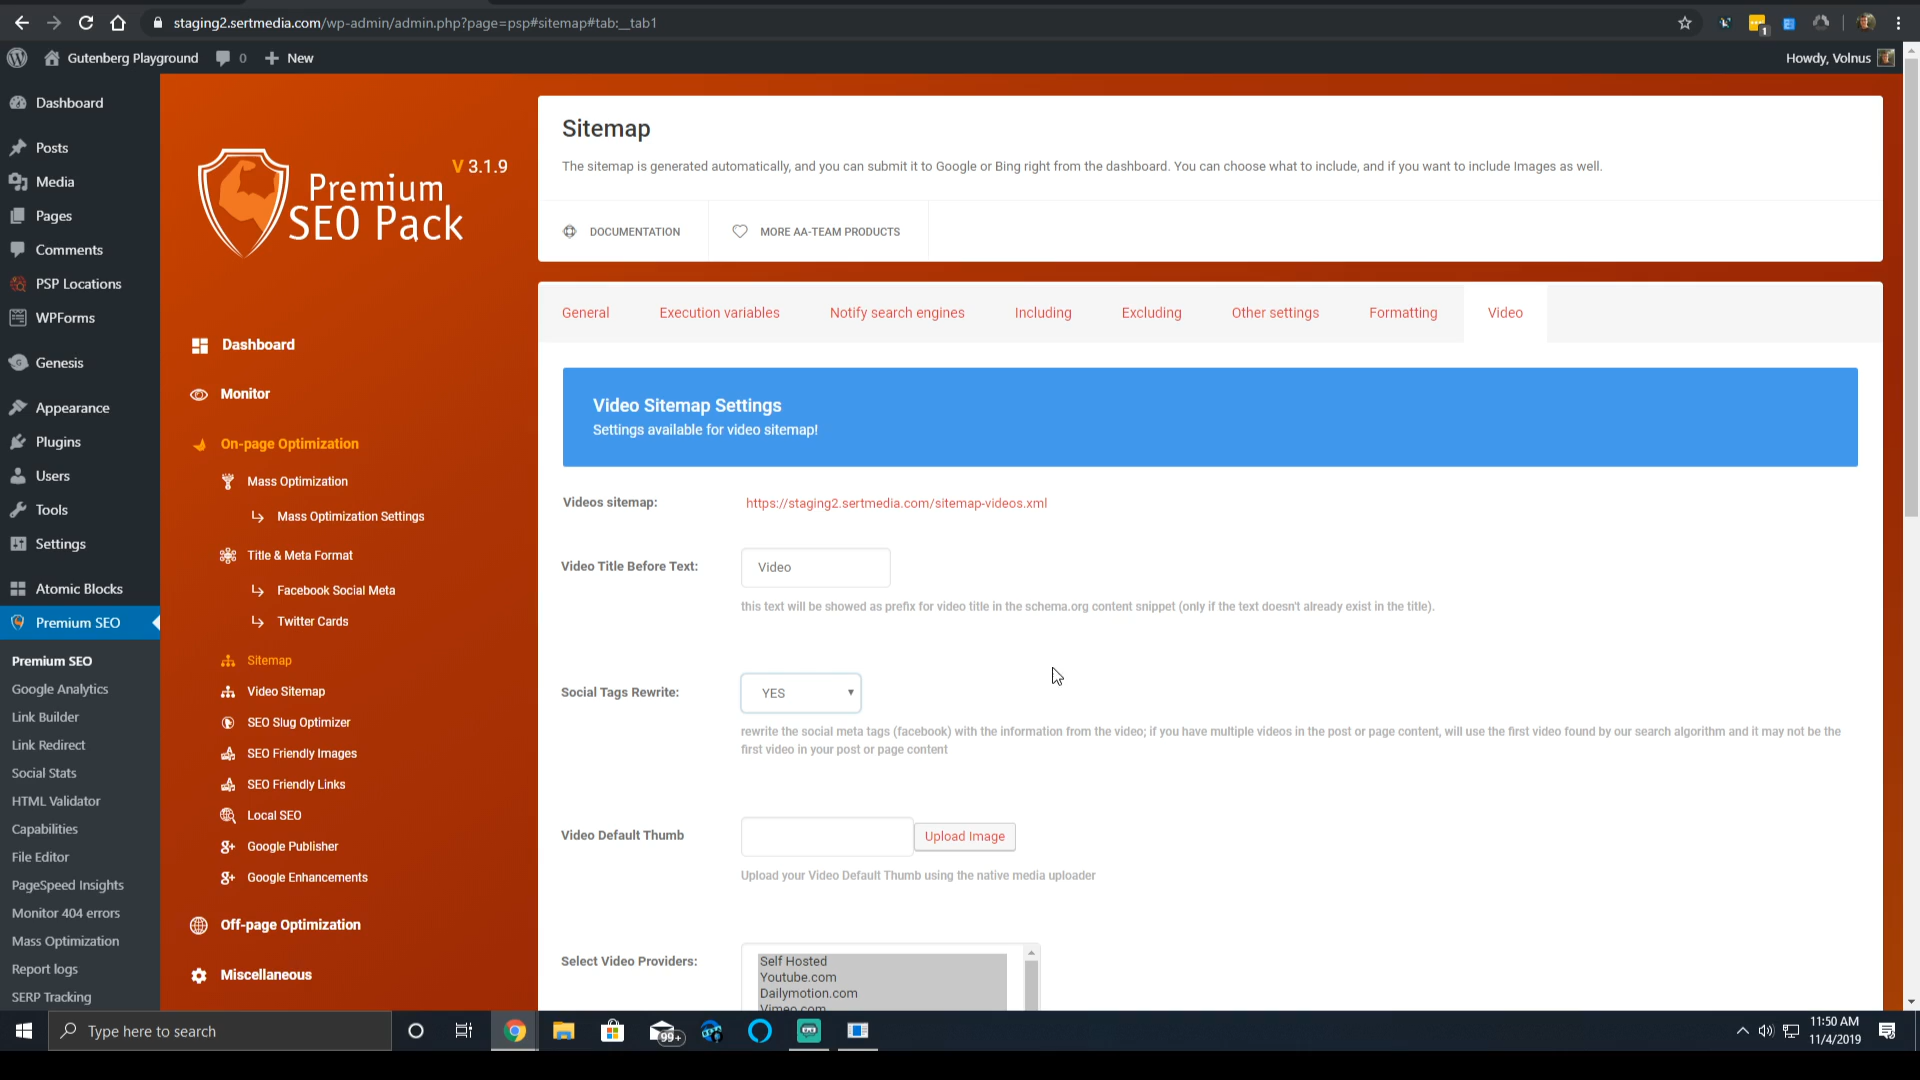 staging2.sertmedia.com/wp-admin/admin.php?page=psp#sitemap#tab:__tab1
1
Gutenberg Playground
0
New
Howdy, Volnus
Dashboard
Posts
Media
Pages
Comments
PSP Locations
WPForms
Genesis
Appearance
Plugins
Users
Tools
Settings
Atomic Blocks
Premium SEO
Premium SEO
Google Analytics
Link Builder
Link Redirect
Social Stats
HTML Validator
Capabilities
File Editor
PageSpeed Insights
Monitor 404 errors
Mass Optimization
Report logs
SERP Tracking
V 3.1.9
Premium
SEO Pack
Dashboard
Monitor
On-page Optimization
Mass Optimization
Mass Optimization Settings
Title & Meta Format
Facebook Social Meta
Twitter Cards
Sitemap
Video Sitemap
SEO Slug Optimizer
SEO Friendly Images
SEO Friendly Links
Local SEO
Google Publisher
Google Enhancements
Off-page Optimization
Miscellaneous
Sitemap
The sitemap is generated automatically, and you can submit it to Google or Bing right from the dashboard. You can choose what to include, and if you want to include Images as well.
DOCUMENTATION
MORE AA-TEAM PRODUCTS
General
Execution variables
Notify search engines
Including
Excluding
Other settings
Formatting
Video
Video Sitemap Settings
Settings available for video sitemap!
Videos sitemap:
https://staging2.sertmedia.com/sitemap-videos.xml
Video Title Before Text:
Video
this text will be showed as prefix for video title in the schema.org content snippet (only if the text doesn't already exist in the title).
Social Tags Rewrite:
YES
rewrite the social meta tags (facebook) with the information from the video; if you have multiple videos in the post or page content, will use the first video found by our search algorithm and it may not be the
first video in your post or page content
Video Default Thumb
Upload Image
Upload your Video Default Thumb using the native media uploader
Select Video Providers:
Self Hosted
Youtube.com
Dailymotion.com
Vimeo.com
Type here to search
99+
11:50 AM
11/4/2019